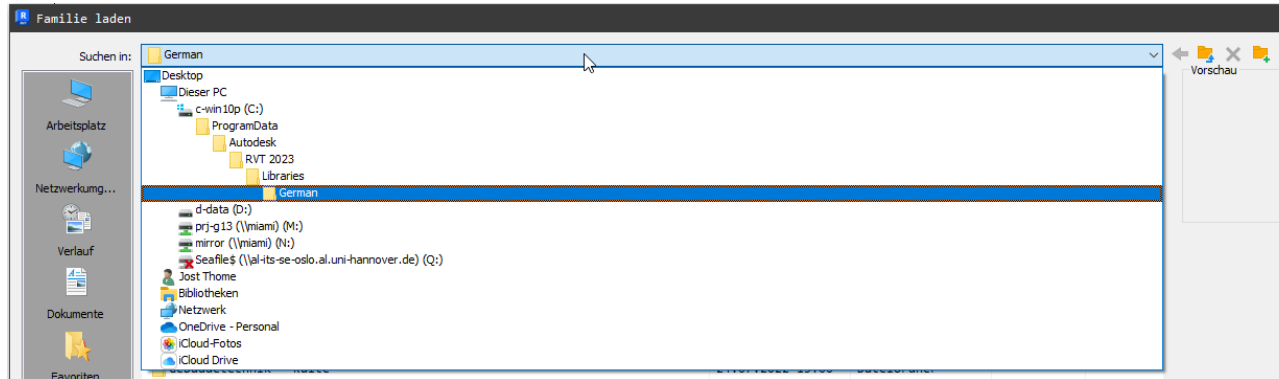 Familie laden
Suchen in:
German
Vorschau
Desktop
Dieser PC
c-win10p (C:)
ProgramData
Autodesk
RVT 2023
Libraries
German
d-data (D:)
prj-g13 (\\miami) (M:)
mirror (\\miami) (N:)
Seafile$ (\\al-its-se-oslo.al.uni-hannover.de) (Q:)
Jost Thome
Bibliotheken
Netzwerk
OneDrive - Personal
iCloud-Fotos
iCloud Drive
Arbeitsplatz
Netzwerkumg...
Verlauf
Dokumente
Favoriten